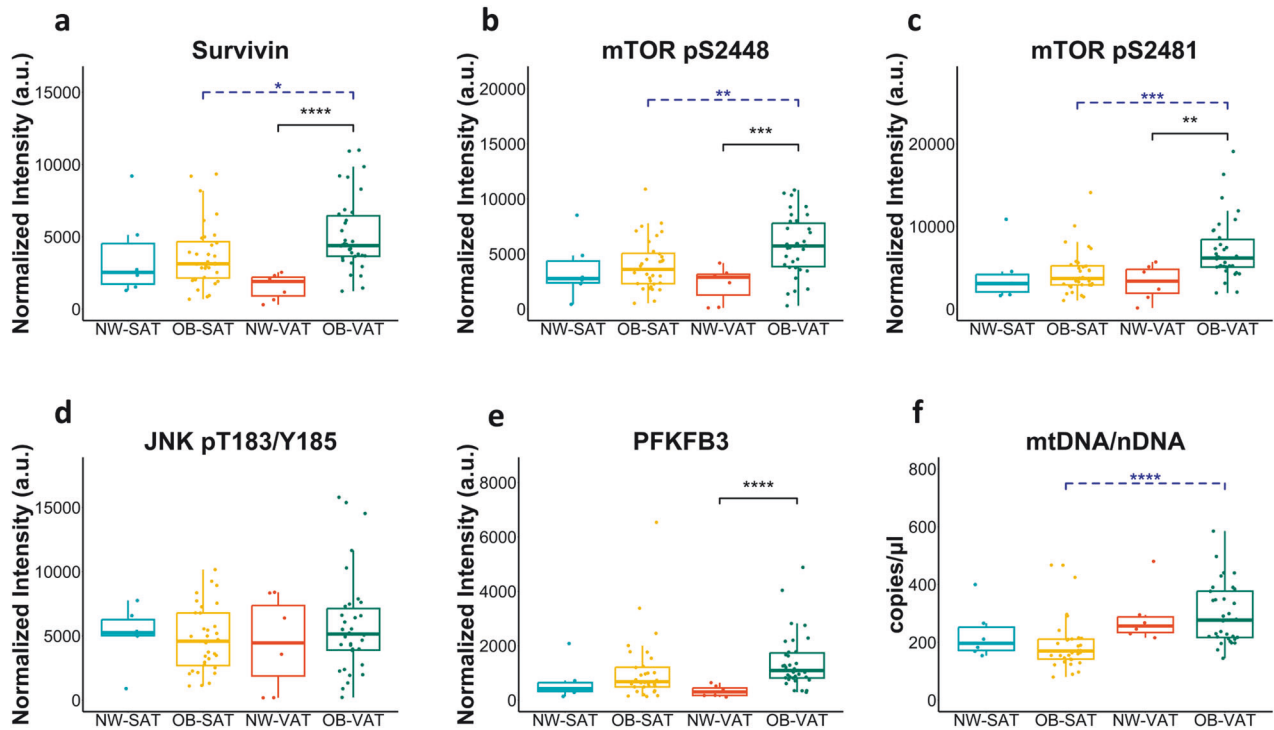 a
Survivin
Normalized Intensity (a.u.)
15000
10000
5000
0
*
****
NW-SAT OB-SAT NW-VAT OB-VAT
b
mTOR pS2448
Normalized Intensity (a.u.)
20000
15000
10000
5000
0
**
***
NW-SAT OB-SAT NW-VAT OB-VAT
c
mTOR pS2481
Normalized Intensity (a.u.)
20000
10000
0
***
**
NW-SAT OB-SAT NW-VAT OB-VAT
d
JNK pT183/Y185
Normalized Intensity (a.u.)
15000
10000
5000
0
NW-SAT OB-SAT NW-VAT OB-VAT
e
PFKFB3
Normalized Intensity (a.u.)
8000
6000
4000
2000
0
****
NW-SAT OB-SAT NW-VAT OB-VAT
f
mtDNA/nDNA
copies/µl
800
600
400
200
0
****
NW-SAT OB-SAT NW-VAT OB-VAT